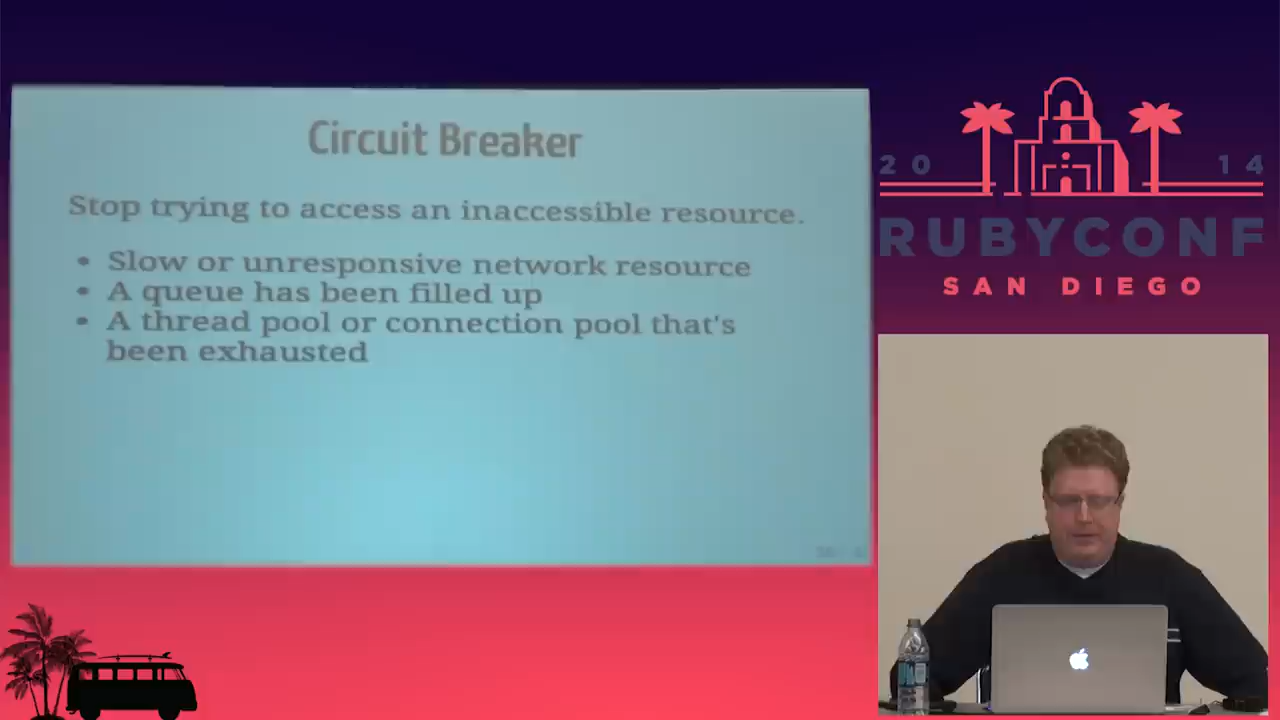 Circuit Breaker
Stop trying to access an inaccessible resource.
• Slow or unresponsive network resource
• A queue has been filled up
• A thread pool or connection pool that's
been exhausted
20 14
RUBYCONF
SAN DIEGO